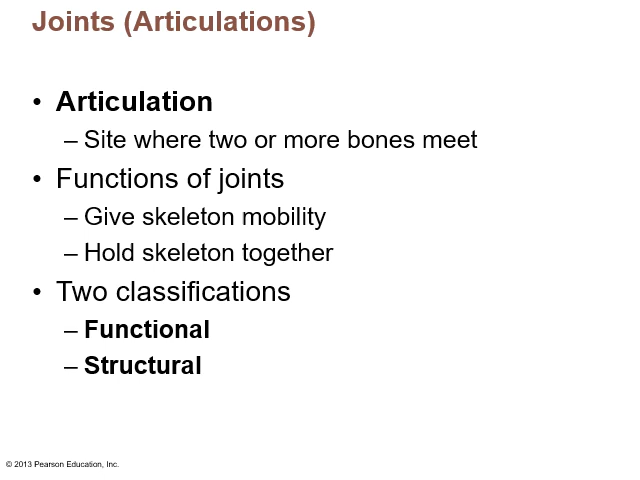 Joints (Articulations)
• Articulation
– Site where two or more bones meet
• Functions of joints
– Give skeleton mobility
– Hold skeleton together
• Two classifications
– Functional
– Structural
© 2013 Pearson Education, Inc.